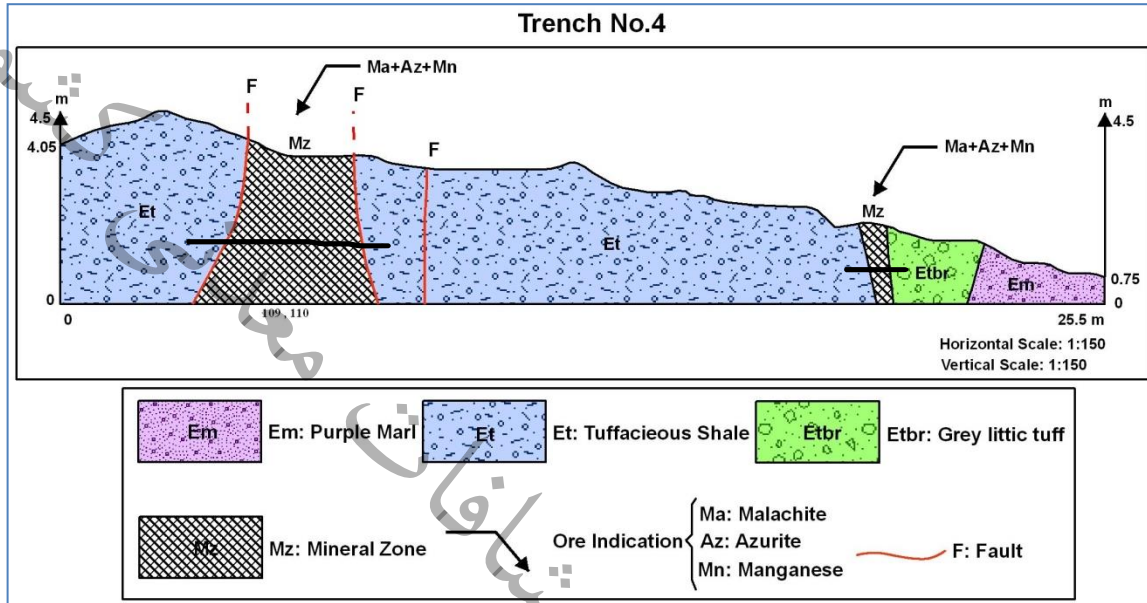 Trench No.4
Ma+Az+Mn
F
F
m
4.5
4.05
Mz
F
Et
0
0
109 , 110
Et
Ma+Az+Mn
Mz
Etbr
Em
m
4.5
0.75
0
25.5 m
Horizontal Scale: 1:150
Vertical Scale: 1:150
Em
Em: Purple Marl
Et
Et: Tuffacieous Shale
Etbr
Etbr: Grey littic tuff
Mz
Mz: Mineral Zone
Ore Indication
Ma: Malachite
Az: Azurite
Mn: Manganese
F: Fault